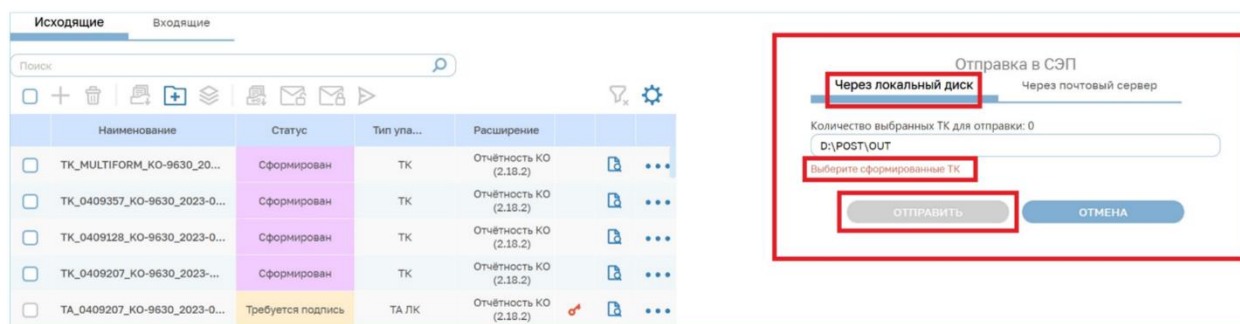 Исходящие Входящие
Поиск
Наименование Статус Тип упа... Расширение
TK_MULTIFORM_KO-9630_20... Сформирован ТК Отчётность КО (2.18.2)
TK_0409357_KO-9630_2023-0... Сформирован ТК Отчётность КО (2.18.2)
TK_0409128_KO-9630_2023-0... Сформирован ТК Отчётность КО (2.18.2)
TK_0409207_KO-9630_2023-... Сформирован ТК Отчётность КО (2.18.2)
TA_0409207_KO-9630_2023-0... Требуется подпись ТА ЛК Отчётность КО (2.18.2)
Отправка в СЭП
Через локальный диск Через почтовый сервер
Количество выбранных ТК для отправки: 0
D:\POST\OUT
Выберите сформированные ТК
ОТПРАВИТЬ ОТМЕНА